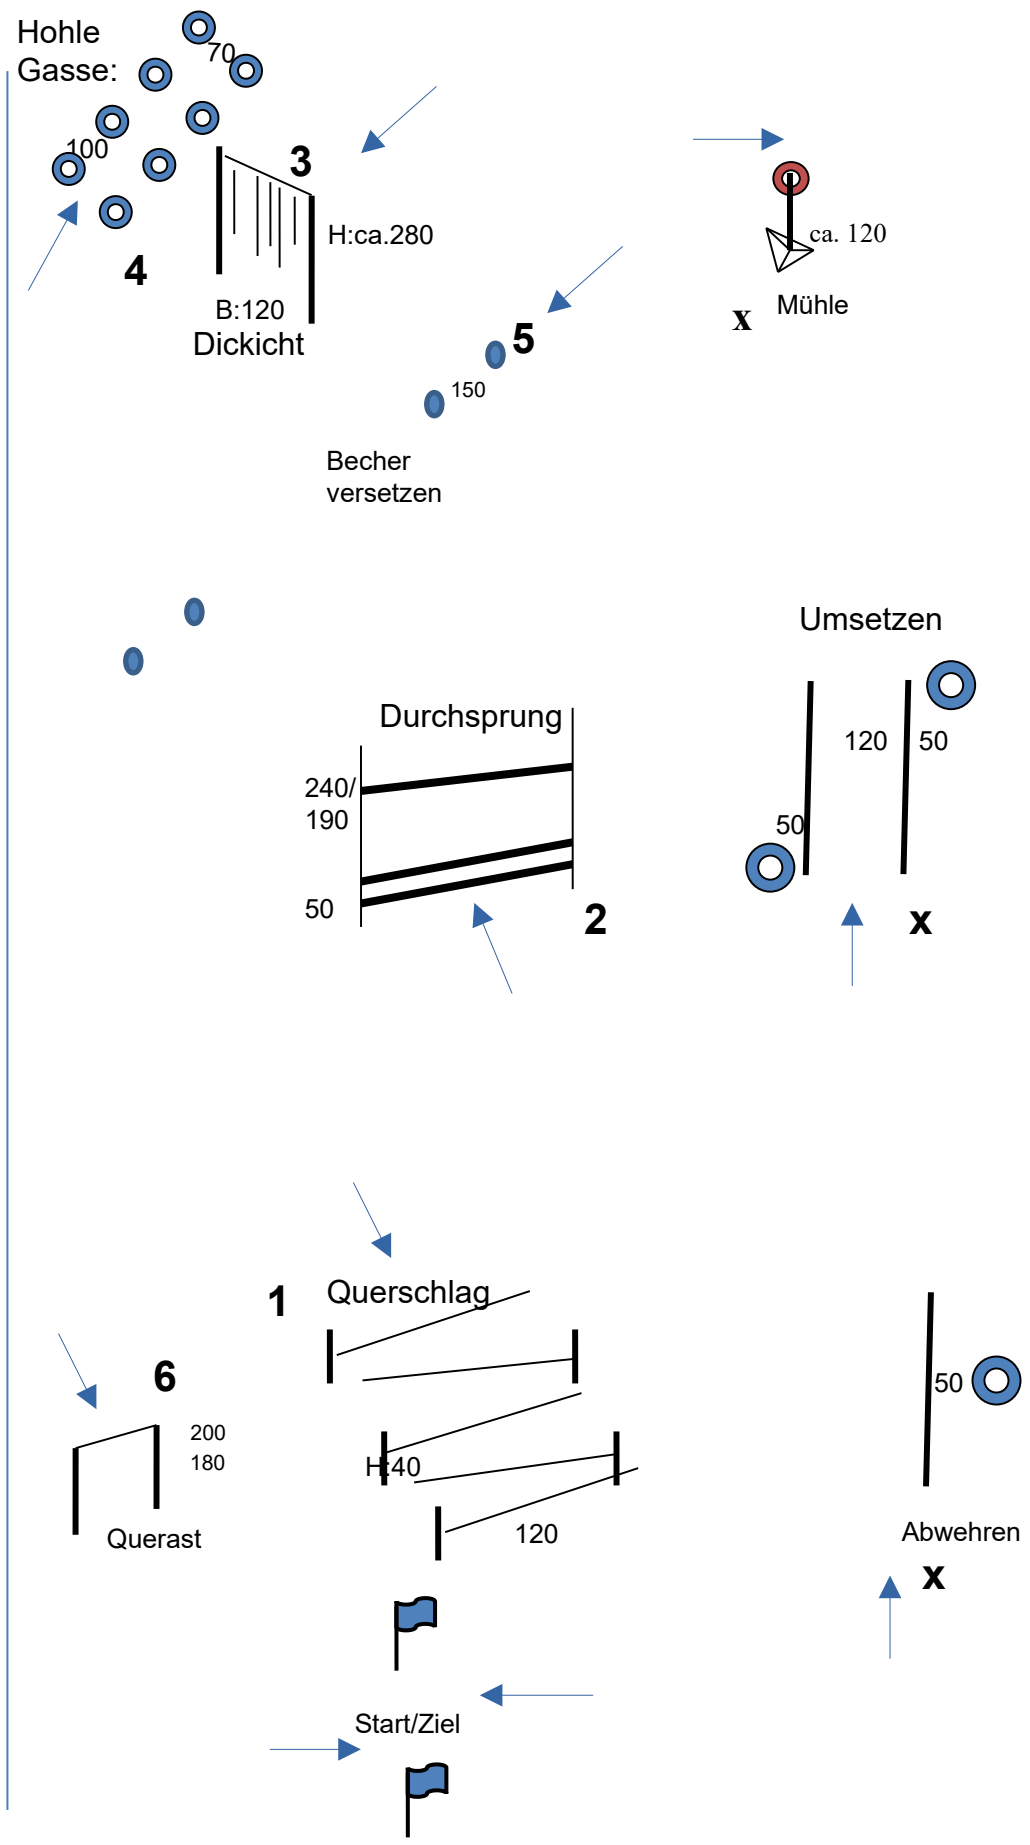 Hohle
Gasse:
70
100
3
H:ca.280
4
B:120
Dickicht
ca. 120
x
Mühle
5
150
Becher
versetzen
Umsetzen
120
50
50
x
Durchsprung
240/
190
50
2
1
Querschlag
6
200
180
Querast
H:40
120
50
Abwehren
x
Start/Ziel